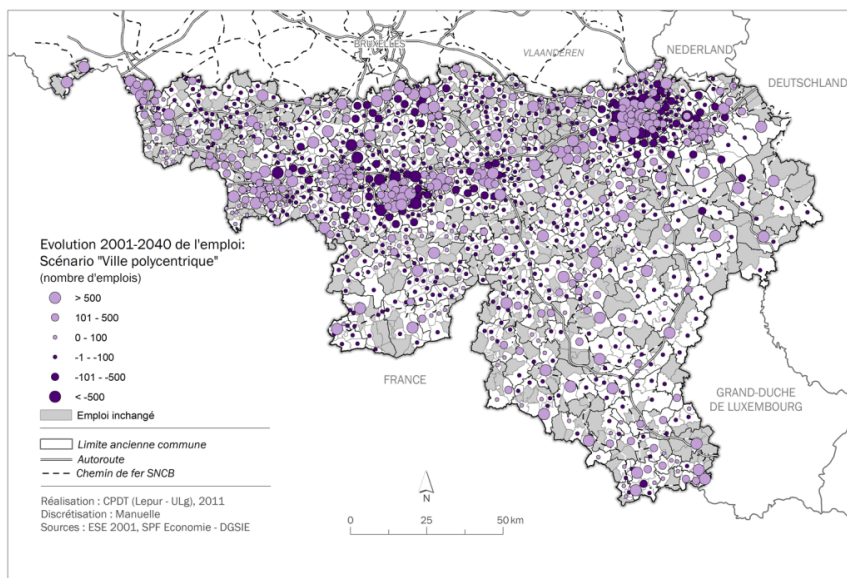 BRUXELLES
VLAANDEREN
NEDERLAND
DEUTSCHLAND
Evolution 2001-2040 de l'emploi:
Scénario "Ville polycentrique"
(nombre d'emplois)
> 500
101 - 500
0 - 100
-1 - -100
-101 - -500
< -500
Emploi inchangé
FRANCE
GRAND-DUCHE
DE LUXEMBOURG
Limite ancienne commune
Autoroute
Chemin de fer SNCB
Réalisation : CPDT (Lepur - ULg), 2011
Discrétisation : Manuelle
Sources : ESE 2001, SPF Economie - DGSIE
N
0 25 50 km